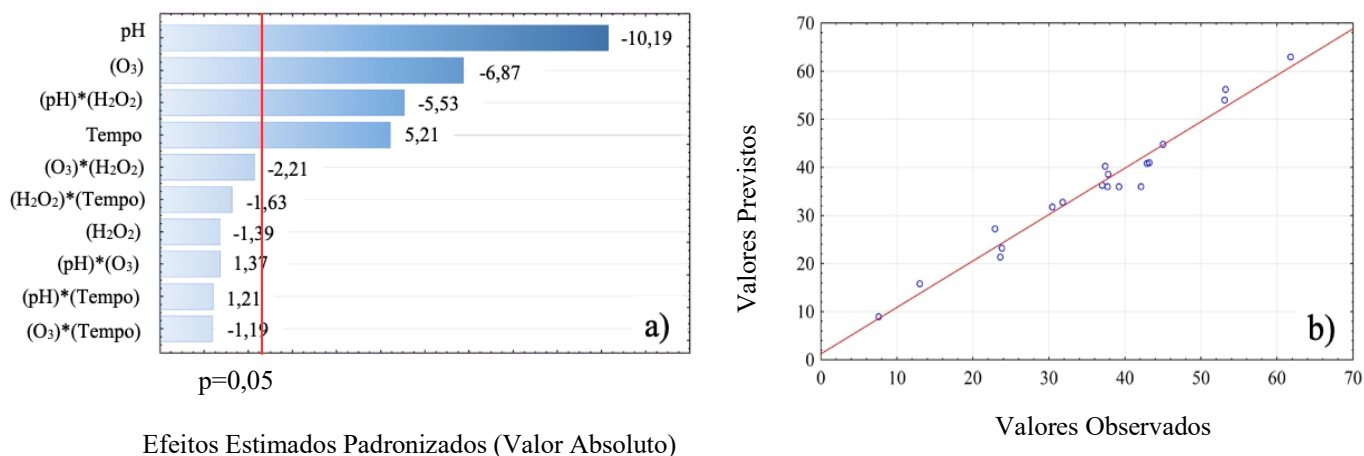 pH
-10,19
(O₃)
-6,87
(pH)*(H₂O₂)
-5,53
Tempo
5,21
(O₃)*(H₂O₂)
-2,21
(H₂O₂)*(Tempo)
-1,63
(H₂O₂)
-1,39
(pH)*(O₃)
1,37
(pH)*(Tempo)
1,21
(O₃)*(Tempo)
-1,19
a)
p=0,05
Efeitos Estimados Padronizados (Valor Absoluto)
Valores Previstos
70
60
50
40
30
20
10
0
b)
0 10 20 30 40 50 60 70
Valores Observados